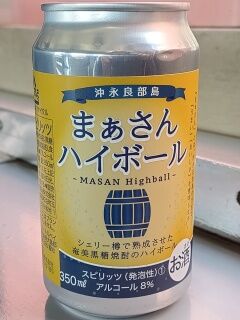 沖永良部島
まぁさん
ハイボール
- MASAN Highball -
シェリー樽で熟成させた
奄美黒糖焼酎のハイボール
お酒
350ml
スピリッツ(発泡性)①
アルコール 8%